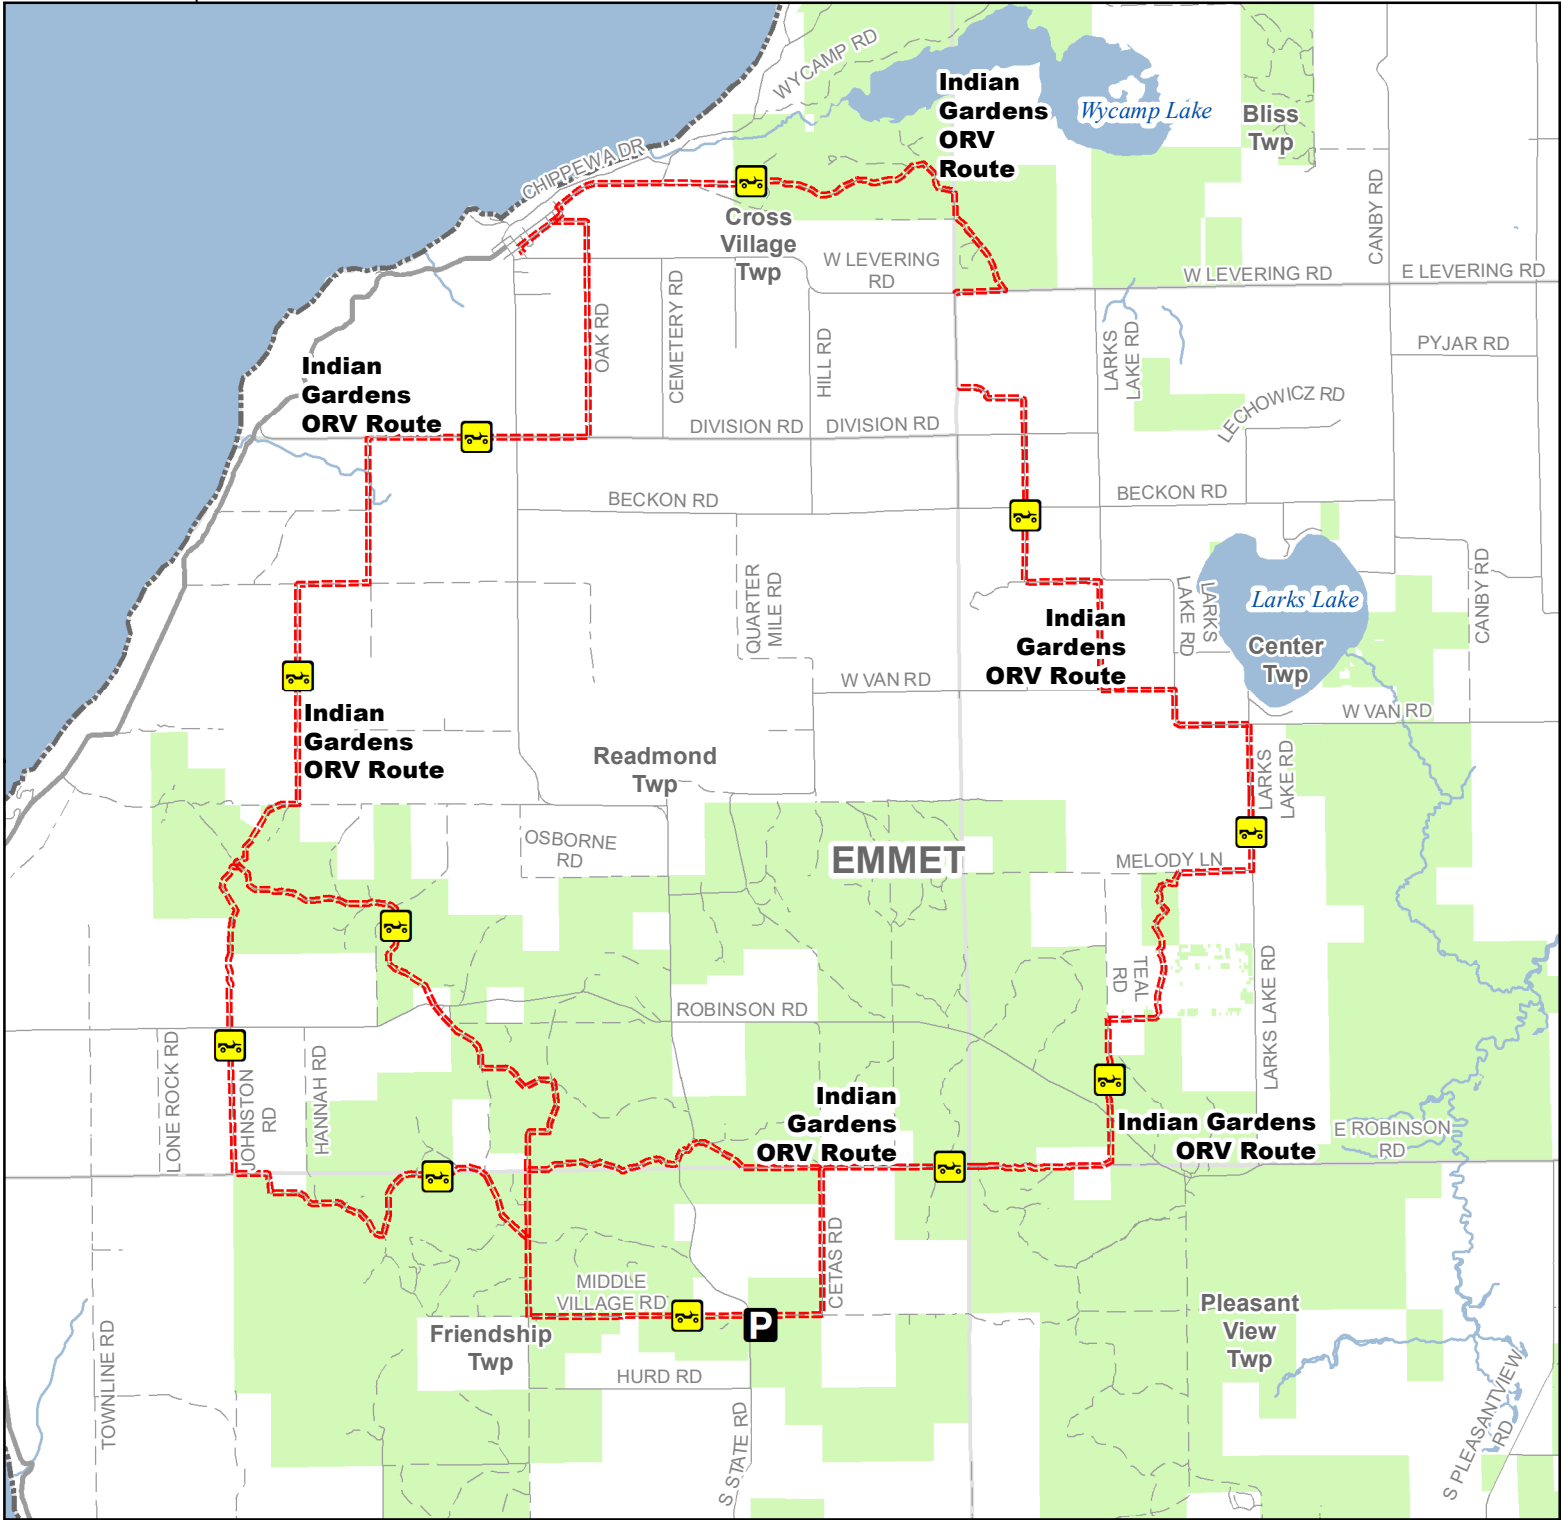 WYCAMP RD
Indian
Gardens
ORV
Route
Wycamp Lake
Bliss
Twp
CHIPPEWA DR
Cross
Village
Twp
CANBY RD
W LEVERING
RD
W LEVERING RD
E LEVERING RD
OAK RD
CEMETERY RD
HILL RD
LARKS
LAKE RD
PYJAR RD
Indian
Gardens
ORV Route
LECHOWICZ RD
DIVISION RD
DIVISION RD
BECKON RD
BECKON RD
QUARTER
MILE RD
LARKS
LAKE RD
Larks Lake
CANBY RD
Indian
Gardens
ORV Route
Center
Twp
W VAN RD
W VAN RD
Indian
Gardens
ORV Route
Readmond
Twp
LARKS
LAKE RD
OSBORNE
RD
EMMET
MELODY LN
TEAL
RD
ROBINSON RD
LARKS LAKE RD
LONE ROCK RD
JOHNSTON
RD
HANNAH RD
Indian
Gardens
ORV Route
Indian Gardens
ORV Route
E ROBINSON
RD
CETAS RD
MIDDLE
VILLAGE RD
P
Friendship
Twp
Pleasant
View
Twp
TOWNLINE RD
HURD RD
S STATE RD
S PLEASANTVIEW
RD